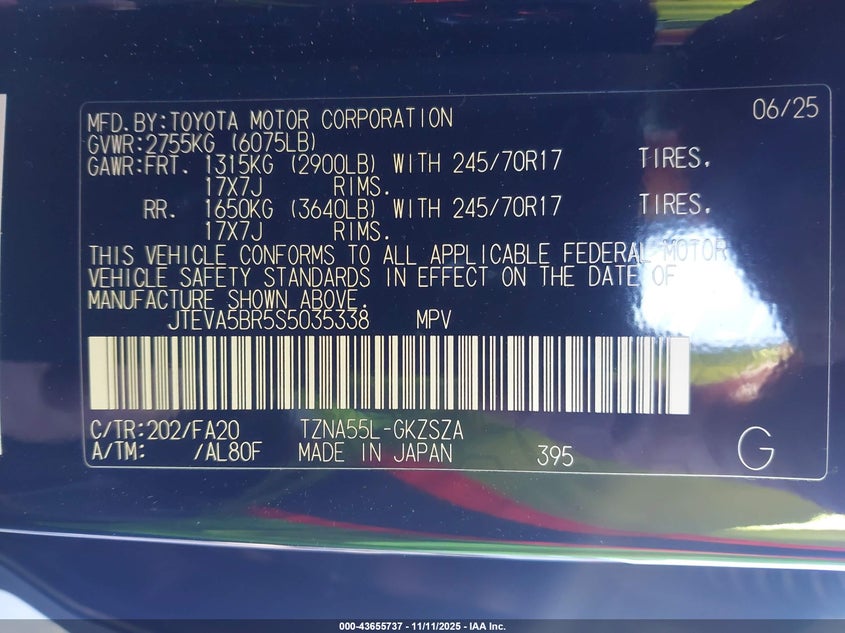 06/25
MFD.BY:TOYOTA MOTOR CORPORATION
GVWR:2755KG (6075LB)
GAWR:FRT. 1315KG (2900LB) WITH 245/70R17 TIRES.
17X7J RIMS.
RR. 1650KG (3640LB) WITH 245/70R17 TIRES.
17X7J RIMS.
THIS VEHICLE CONFORMS TO ALL APPLICABLE FEDERAL MOTOR
VEHICLE SAFETY STANDARDS IN EFFECT ON THE DATE OF
MANUFACTURE SHOWN ABOVE.
JTEVA5BR5S5035338 MPV
C/TR:202/FA20 TZNA55L-GKZSZA
A/TM: /AL80F MADE IN JAPAN 395 G
000-43655737 - 11/11/2025 - IAA Inc.